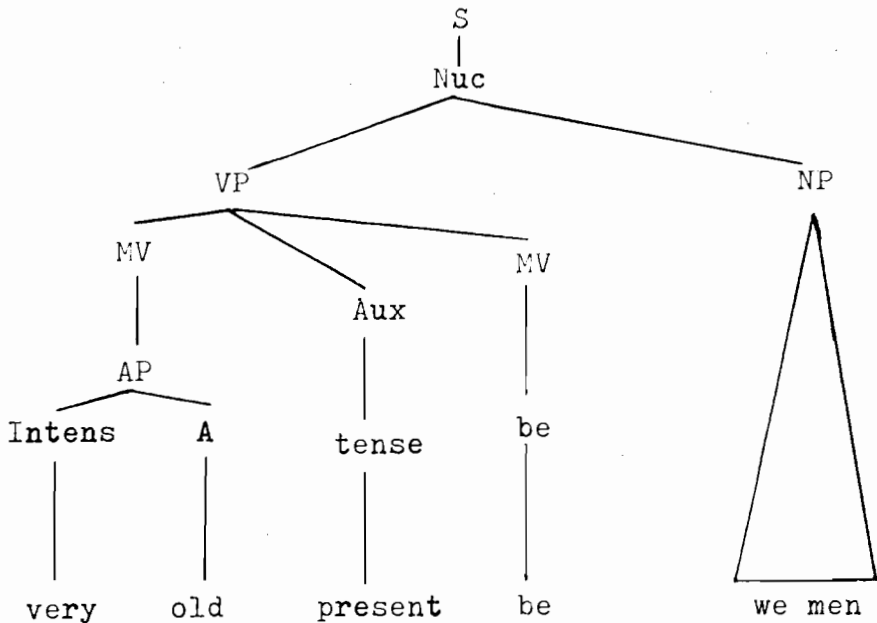 S
Nuc
VP NP
MV MV
Aux
AP
Intens A tense be
very old present be we men